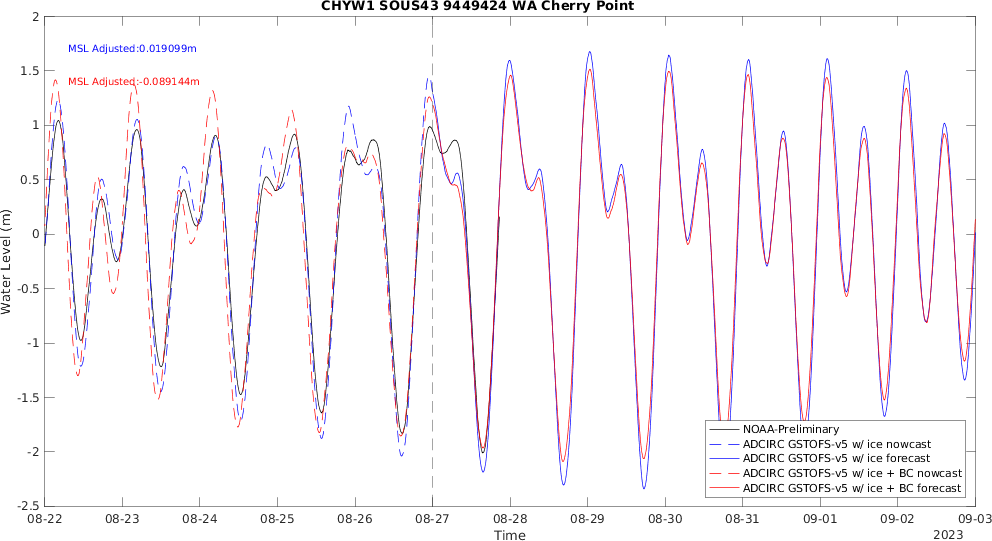 CHYW1 SOUS43 9449424 WA Cherry Point
MSL Adjusted:0.019099m
MSL Adjusted:-0.089144m
2
1.5
1
0.5
0
-0.5
-1
-1.5
-2
-2.5
Water Level (m)
NOAA-Preliminary
ADCIRC GSTOFS-v5 w/ ice nowcast
ADCIRC GSTOFS-v5 w/ ice forecast
ADCIRC GSTOFS-v5 w/ ice + BC nowcast
ADCIRC GSTOFS-v5 w/ ice + BC forecast
08-22 08-23 08-24 08-25 08-26 08-27 08-28 08-29 08-30 08-31 09-01 09-02 09-03
Time
2023